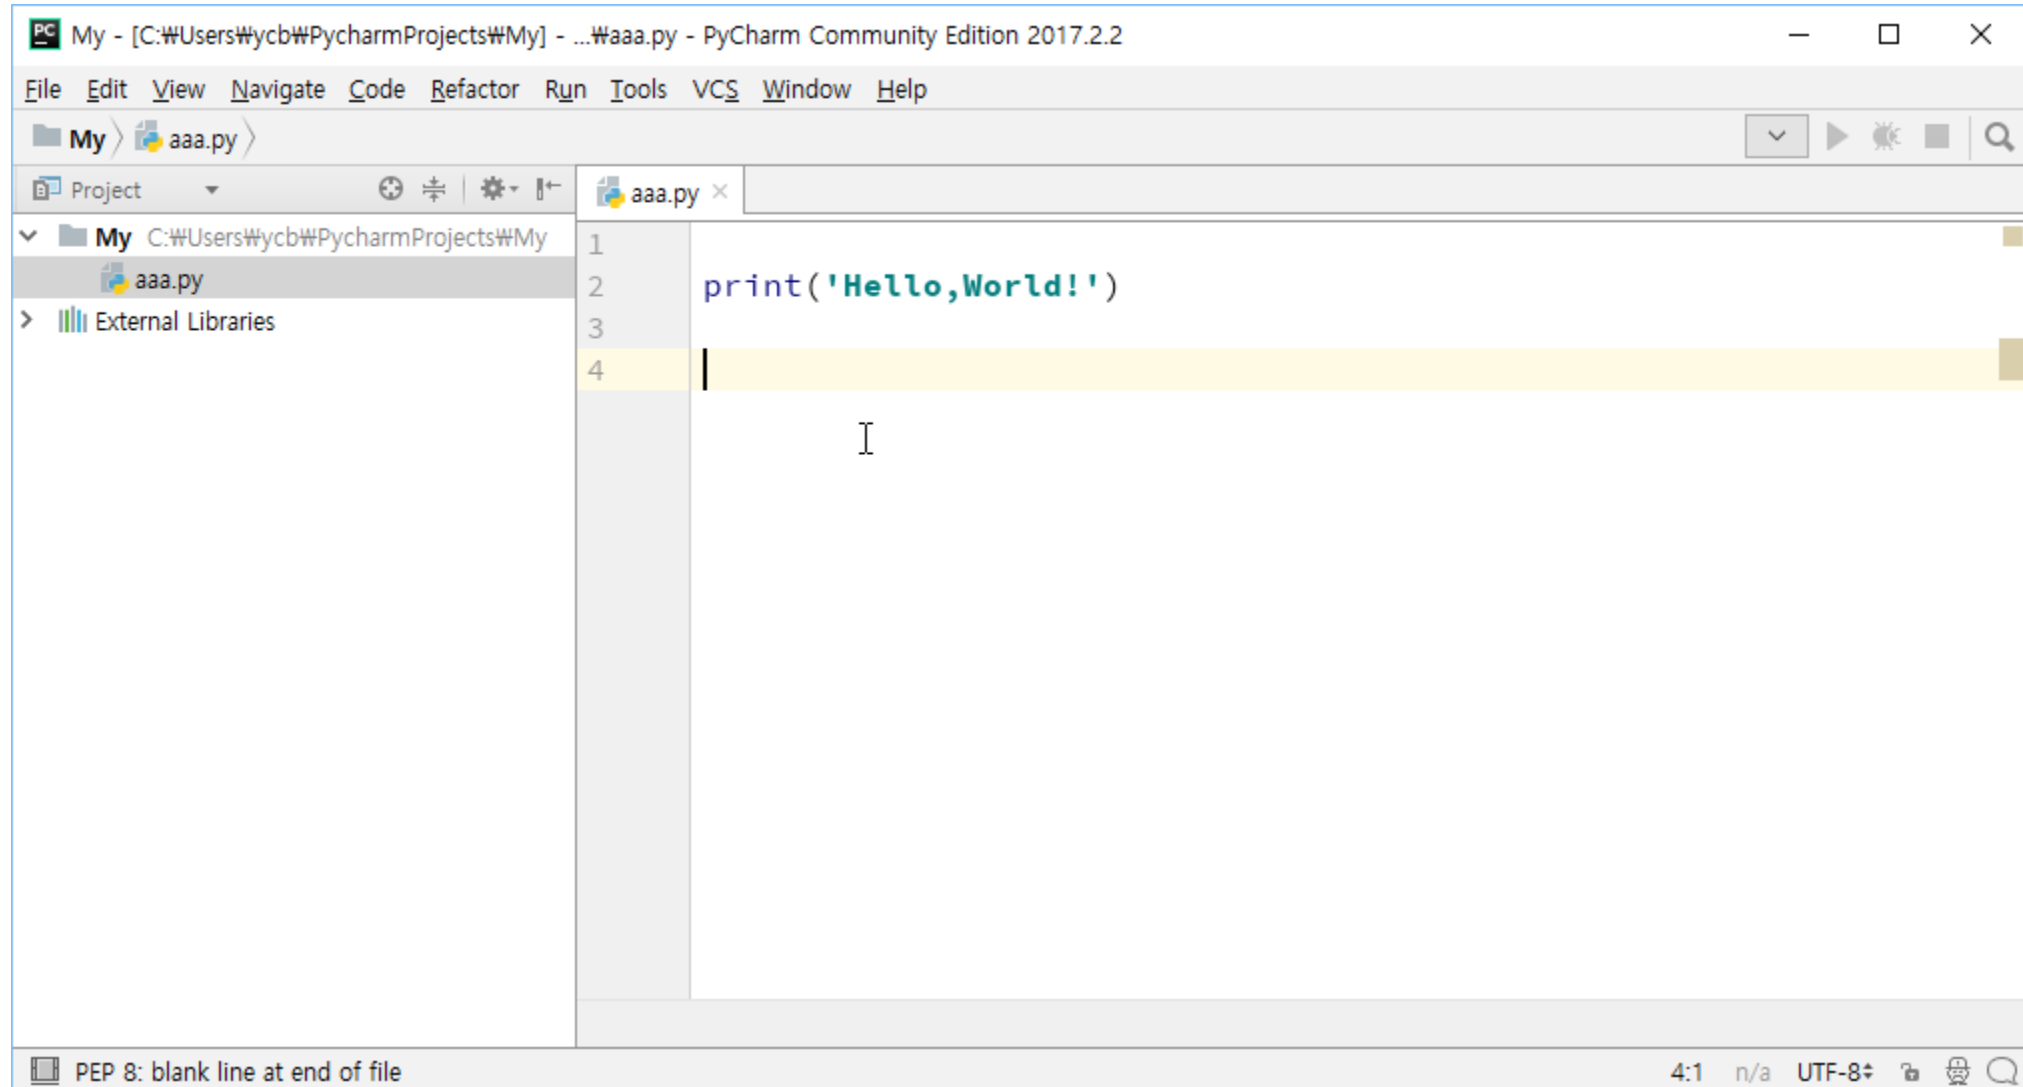 PC My - [C:₩Users₩ycb₩PycharmProjects₩My] - ...₩aaa.py - PyCharm Community Edition 2017.2.2
File Edit View Navigate Code Refactor Run Tools VCS Window Help
My aaa.py
Project
aaa.py
My C:₩Users₩ycb₩PycharmProjects₩My
aaa.py
External Libraries
1
2 print('Hello,World!')
3
4
PEP 8: blank line at end of file
4:1 n/a UTF-8